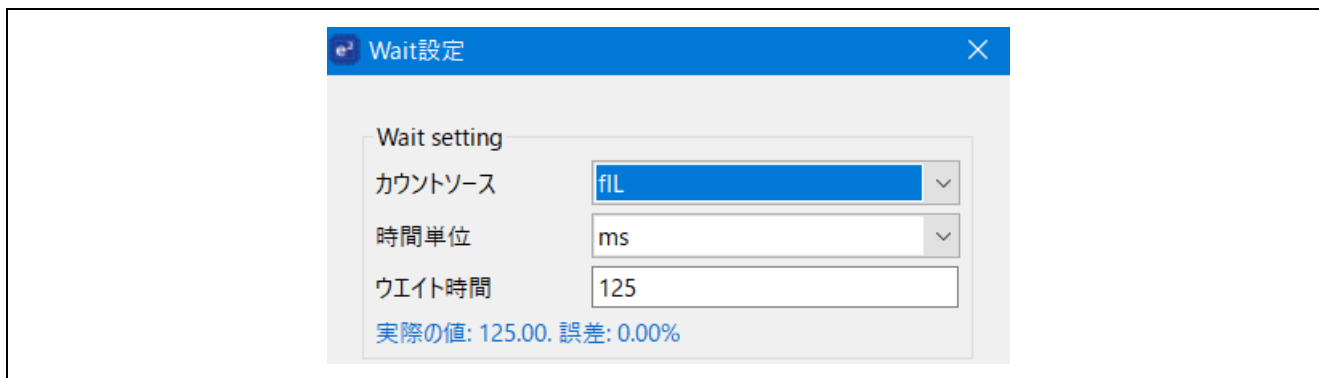 e² Wait設定
Wait setting
カウントソース fIL
時間単位 ms
ウエイト時間 125
実際の値: 125.00. 誤差: 0.00%